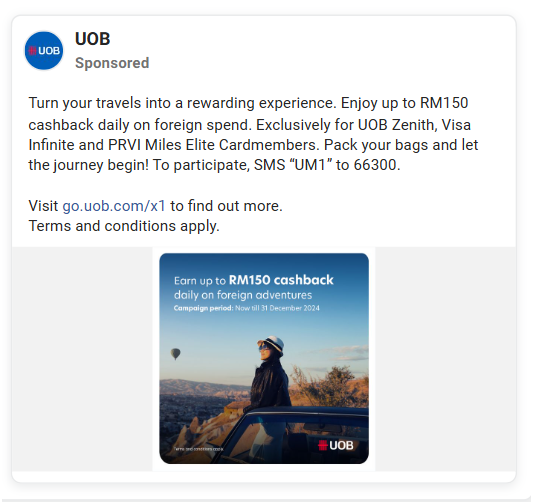 UOB
UOB
Sponsored
Turn your travels into a rewarding experience. Enjoy up to RM150
cashback daily on foreign spend. Exclusively for UOB Zenith, Visa
Infinite and PRVI Miles Elite Cardmembers. Pack your bags and let
the journey begin! To participate, SMS “UM1” to 66300.
Visit go.uob.com/x1 to find out more.
Terms and conditions apply.
Earn up to RM150 cashback
daily on foreign adventures
Campaign period: Now till 31 December 2024
UOB